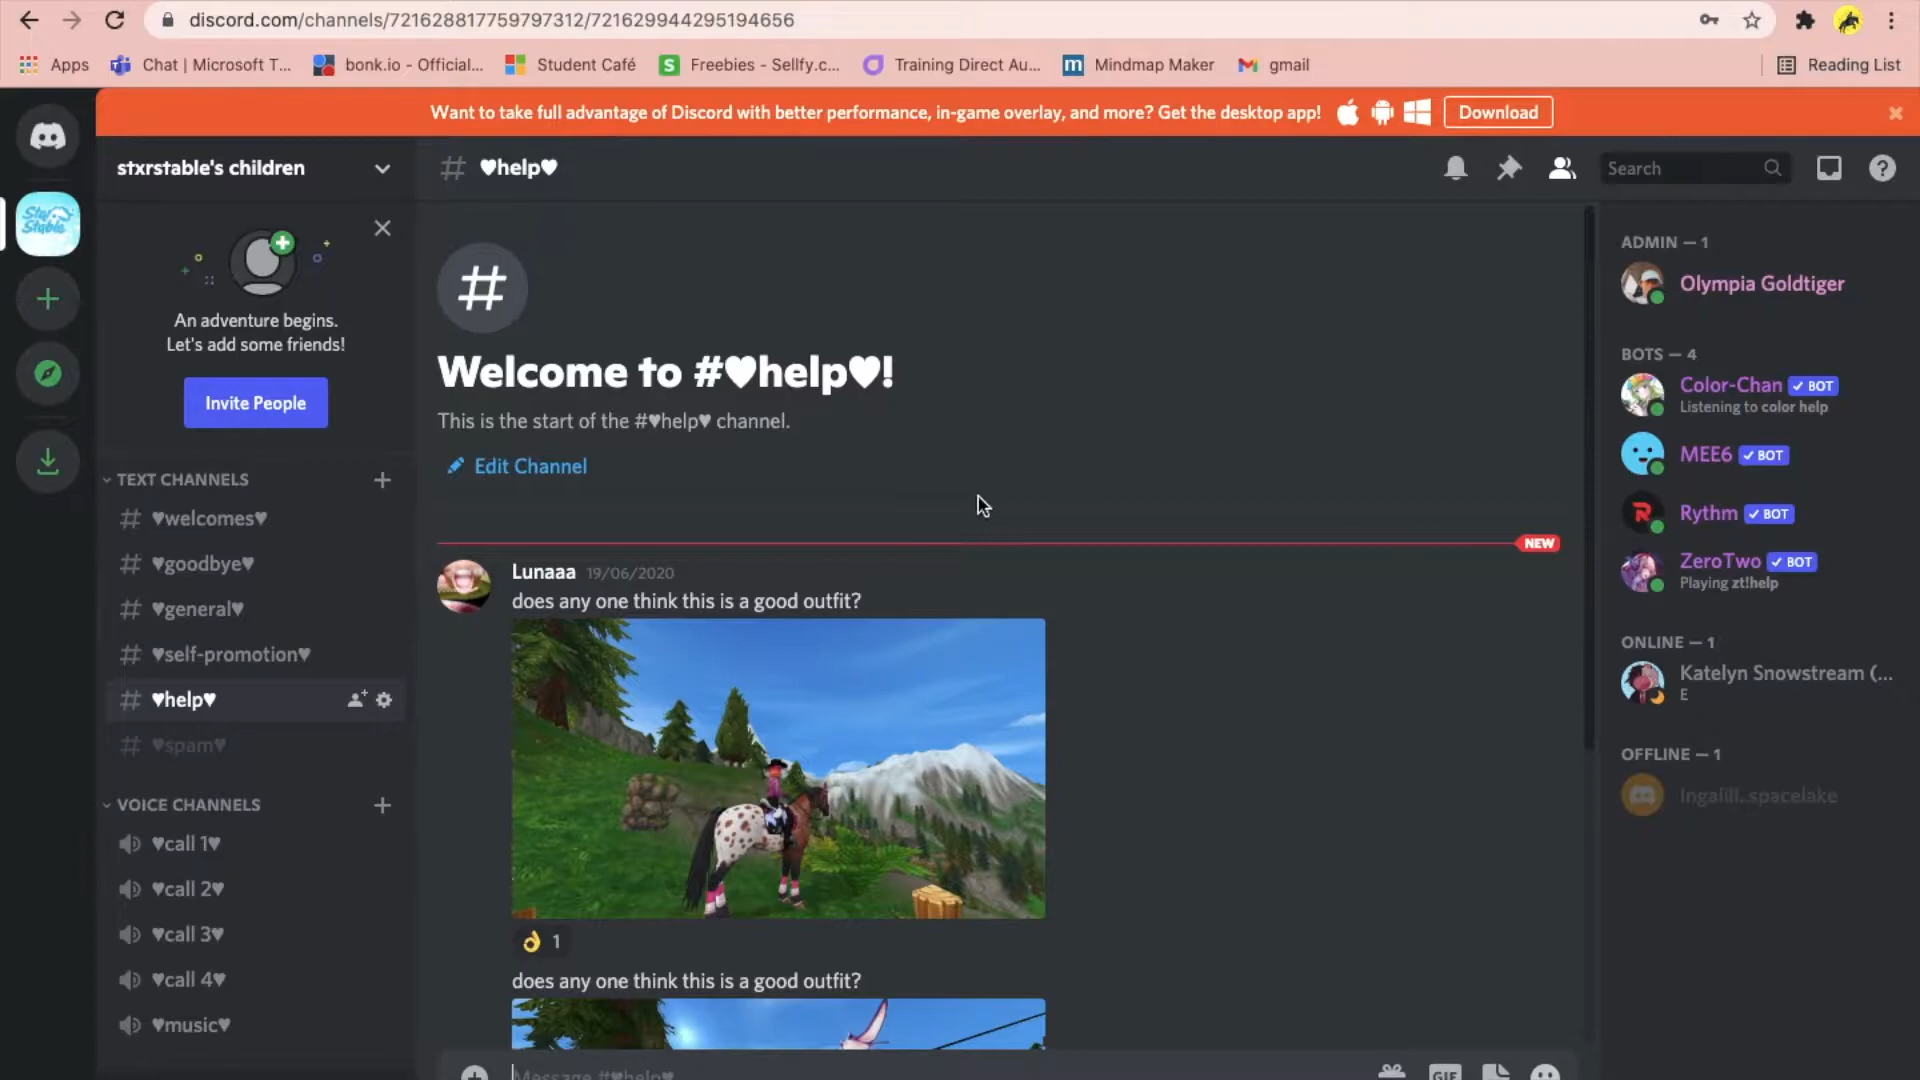 discord.com/channels/721628817759797312/721629944295194656
Apps
Chat | Microsoft T...
bonk.io - Official...
Student Café
Freebies - Sellfy.c...
Training Direct Au...
Mindmap Maker
gmail
Reading List
Want to take full advantage of Discord with better performance, in-game overlay, and more? Get the desktop app!
Download
stxrstable's children
Star Stable
An adventure begins.
Let's add some friends!
Invite People
TEXT CHANNELS
♥welcomes♥
♥goodbye♥
♥general♥
♥self-promotion♥
♥help♥
♥spam♥
VOICE CHANNELS
♥call 1♥
♥call 2♥
♥call 3♥
♥call 4♥
♥music♥
# ♥help♥
Search
Welcome to #♥help♥!
This is the start of the #♥help♥ channel.
Edit Channel
NEW
Lunaaa 19/06/2020
does any one think this is a good outfit?
1
does any one think this is a good outfit?
Message #♥help♥
GIF
ADMIN — 1
Olympia Goldtiger
BOTS — 4
Color-Chan BOT
Listening to color help
MEE6 BOT
Rythm BOT
ZeroTwo BOT
Playing zt!help
ONLINE — 1
Katelyn Snowstream (...
E
OFFLINE — 1